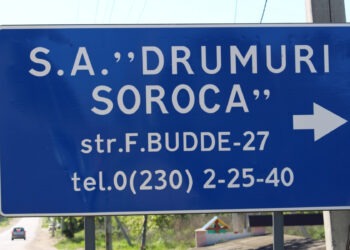 S.A.”DRUMURI
SOROCA”
str.F.BUDDE-27
tel.0(230) 2-25-40